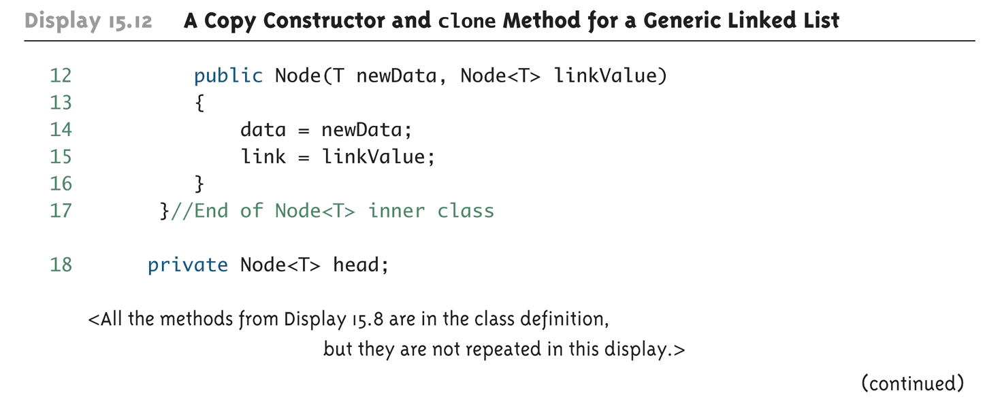 Display 15.12 A Copy Constructor and clone Method for a Generic Linked List
12 public Node(T newData, Node<T> linkValue)
13 {
14 data = newData;
15 link = linkValue;
16 }
17 }//End of Node<T> inner class
18 private Node<T> head;
<All the methods from Display 15.8 are in the class definition,
but they are not repeated in this display.>
(continued)